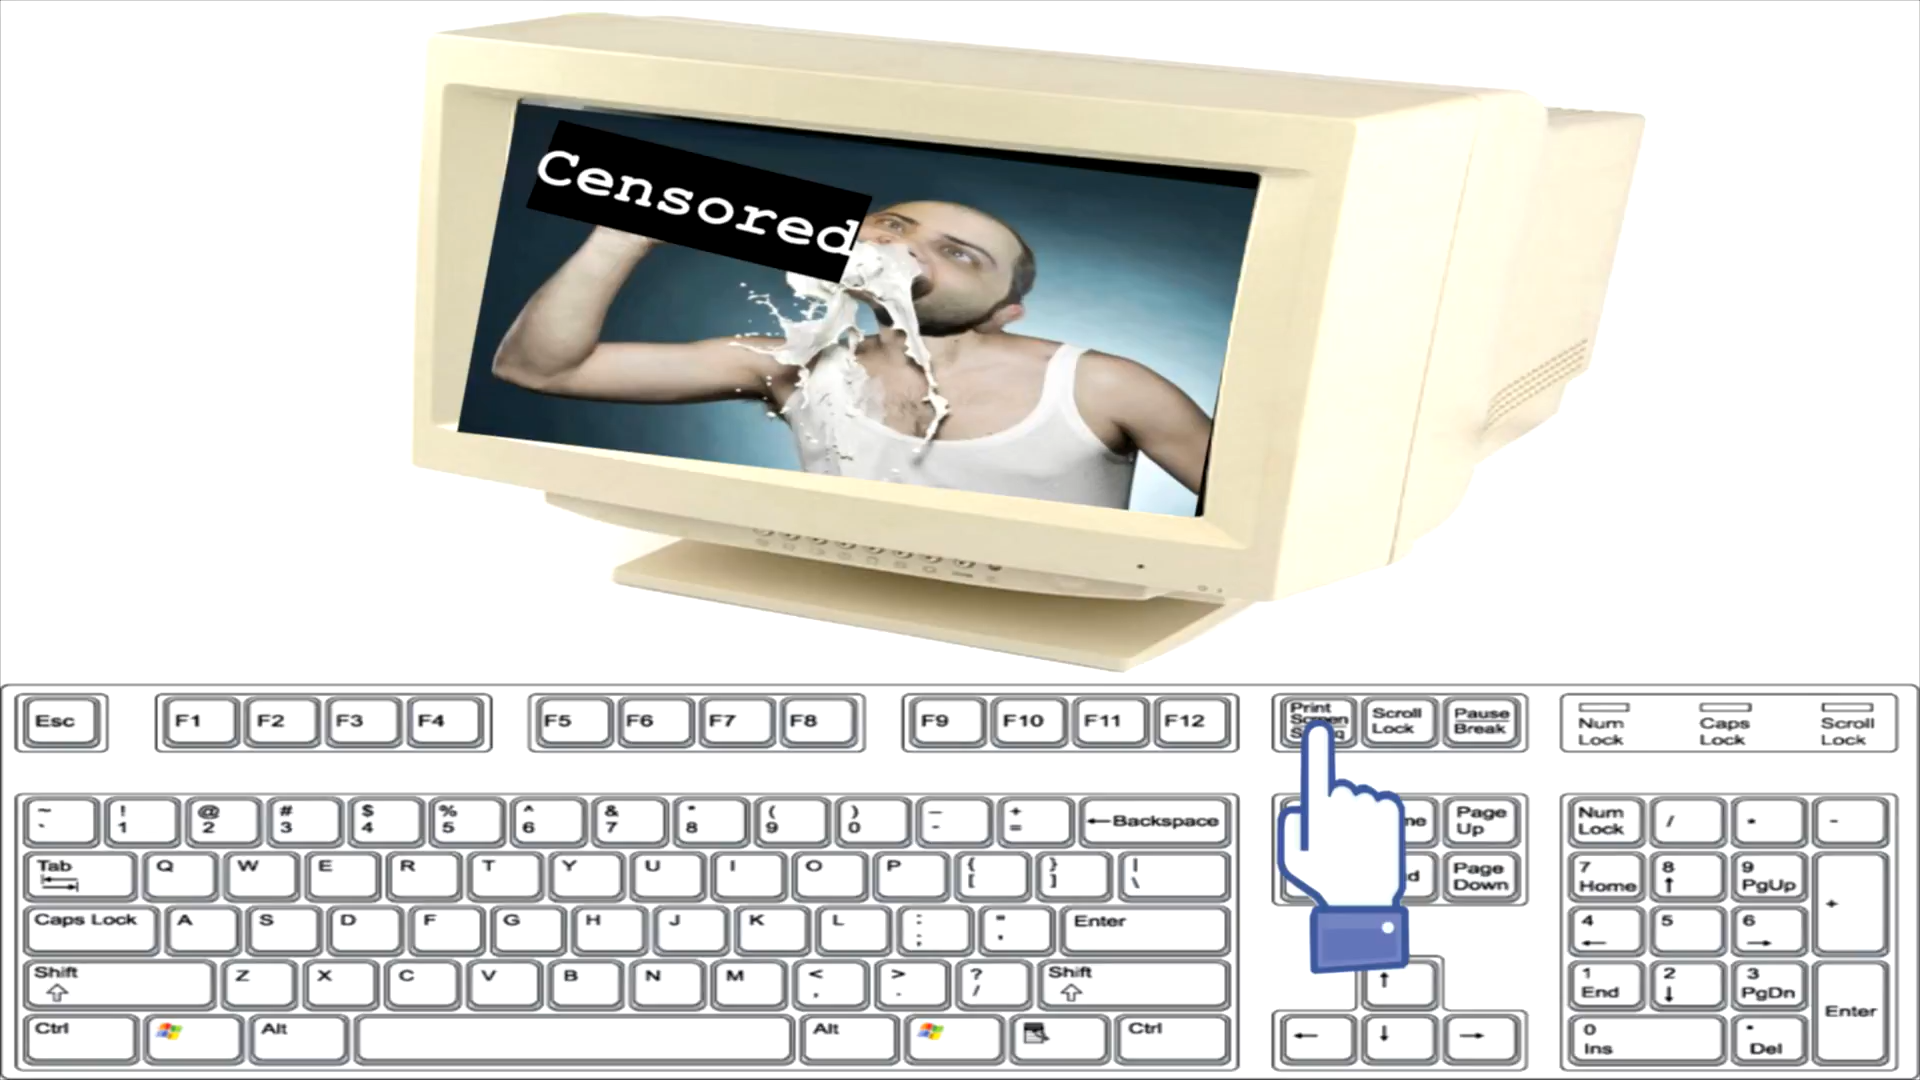 Censored
Esc F1 F2 F3 F4 F5 F6 F7 F8 F9 F10 F11 F12 Print Scroll Pause
Lock Break
Num Caps Scroll
Lock Lock Lock
~ ! @ # $ % ^ & * ( ) – + ←Backspace Page Num / * -
` 1 2 3 4 5 6 7 8 9 0 - = Up Lock
Tab Q W E R T Y U I O P { } | Page 7 8 9 +
[ ] \ Down Home ↑ PgUp
Caps Lock A S D F G H J K L : " Enter 4 5 6
; ← →
Shift Z X C V B N M < > ? Shift ↑ 1 2 3 Enter
, . / End ↓ PgDn
Ctrl Alt Alt Ctrl ← ↓ → 0 .
Ins Del